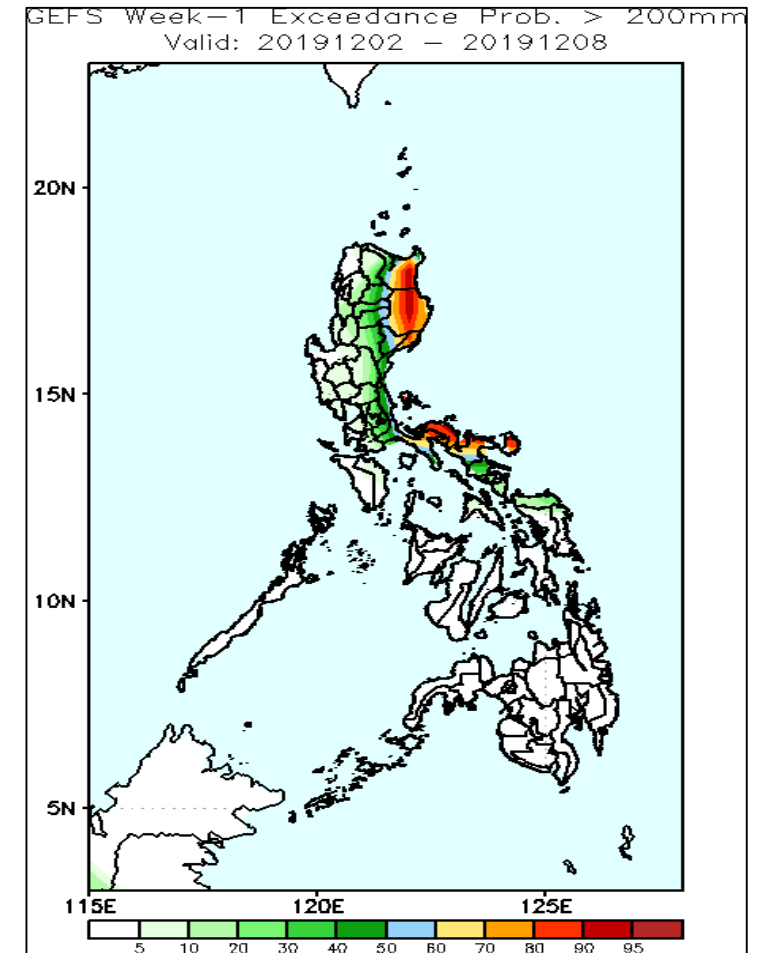 GEFS Week-1 Exceedance Prob. > 200mm
Valid: 20191202 - 20191208
20N
15N
10N
5N
115E 120E 125E
5 10 20 30 40 50 60 70 80 90 95